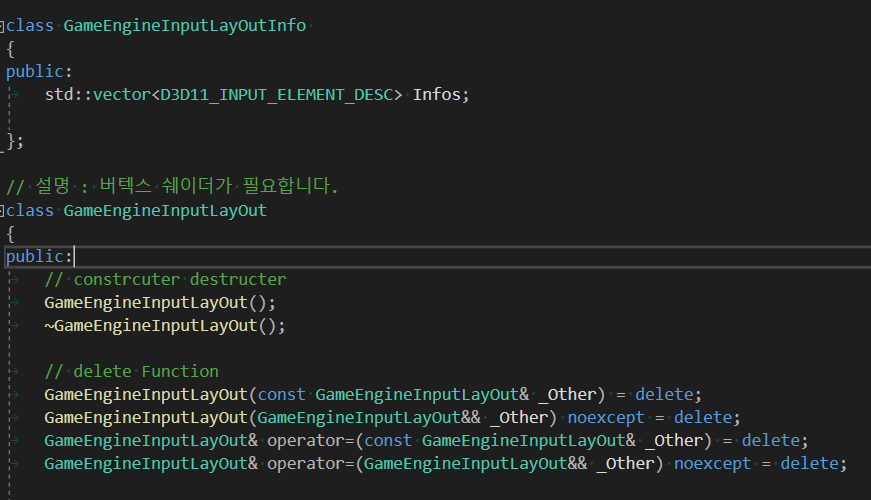 class GameEngineInputLayOutInfo
{
public:
std::vector<D3D11_INPUT_ELEMENT_DESC> Infos;
};
// 설명 : 버텍스 쉐이더가 필요합니다.
class GameEngineInputLayOut
{
public:
// constrcuter destructer
GameEngineInputLayOut();
~GameEngineInputLayOut();
// delete Function
GameEngineInputLayOut(const GameEngineInputLayOut& _Other) = delete;
GameEngineInputLayOut(GameEngineInputLayOut&& _Other) noexcept = delete;
GameEngineInputLayOut& operator=(const GameEngineInputLayOut& _Other) = delete;
GameEngineInputLayOut& operator=(GameEngineInputLayOut&& _Other) noexcept = delete;